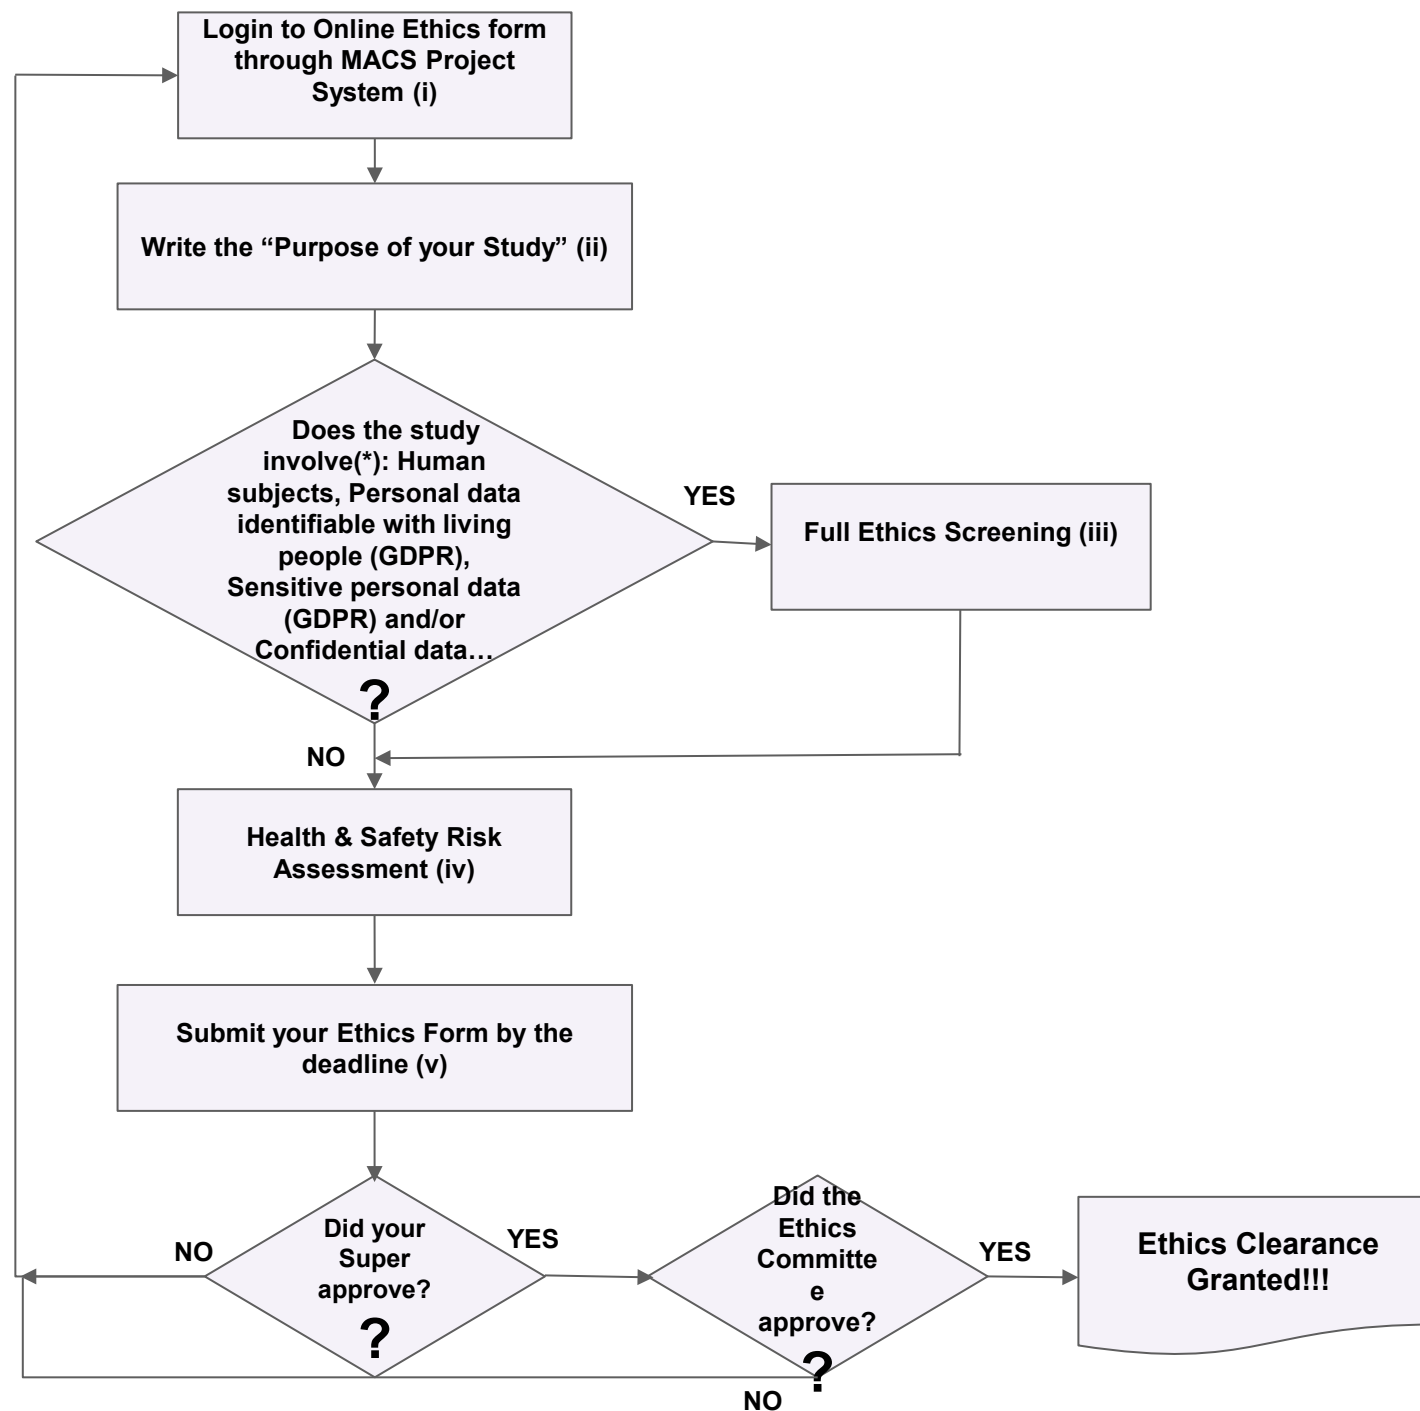 Login to Online Ethics form
through MACS Project
System (i)
Write the “Purpose of your Study” (ii)
Does the study
involve(*): Human
subjects, Personal data
identifiable with living
people (GDPR),
Sensitive personal data
(GDPR) and/or
Confidential data…
?
YES
Full Ethics Screening (iii)
NO
Health & Safety Risk
Assessment (iv)
Submit your Ethics Form by the
deadline (v)
NO
Did your
Super
approve?
?
YES
Did the
Ethics
Committe
e
approve?
?
YES
Ethics Clearance
Granted!!!
NO